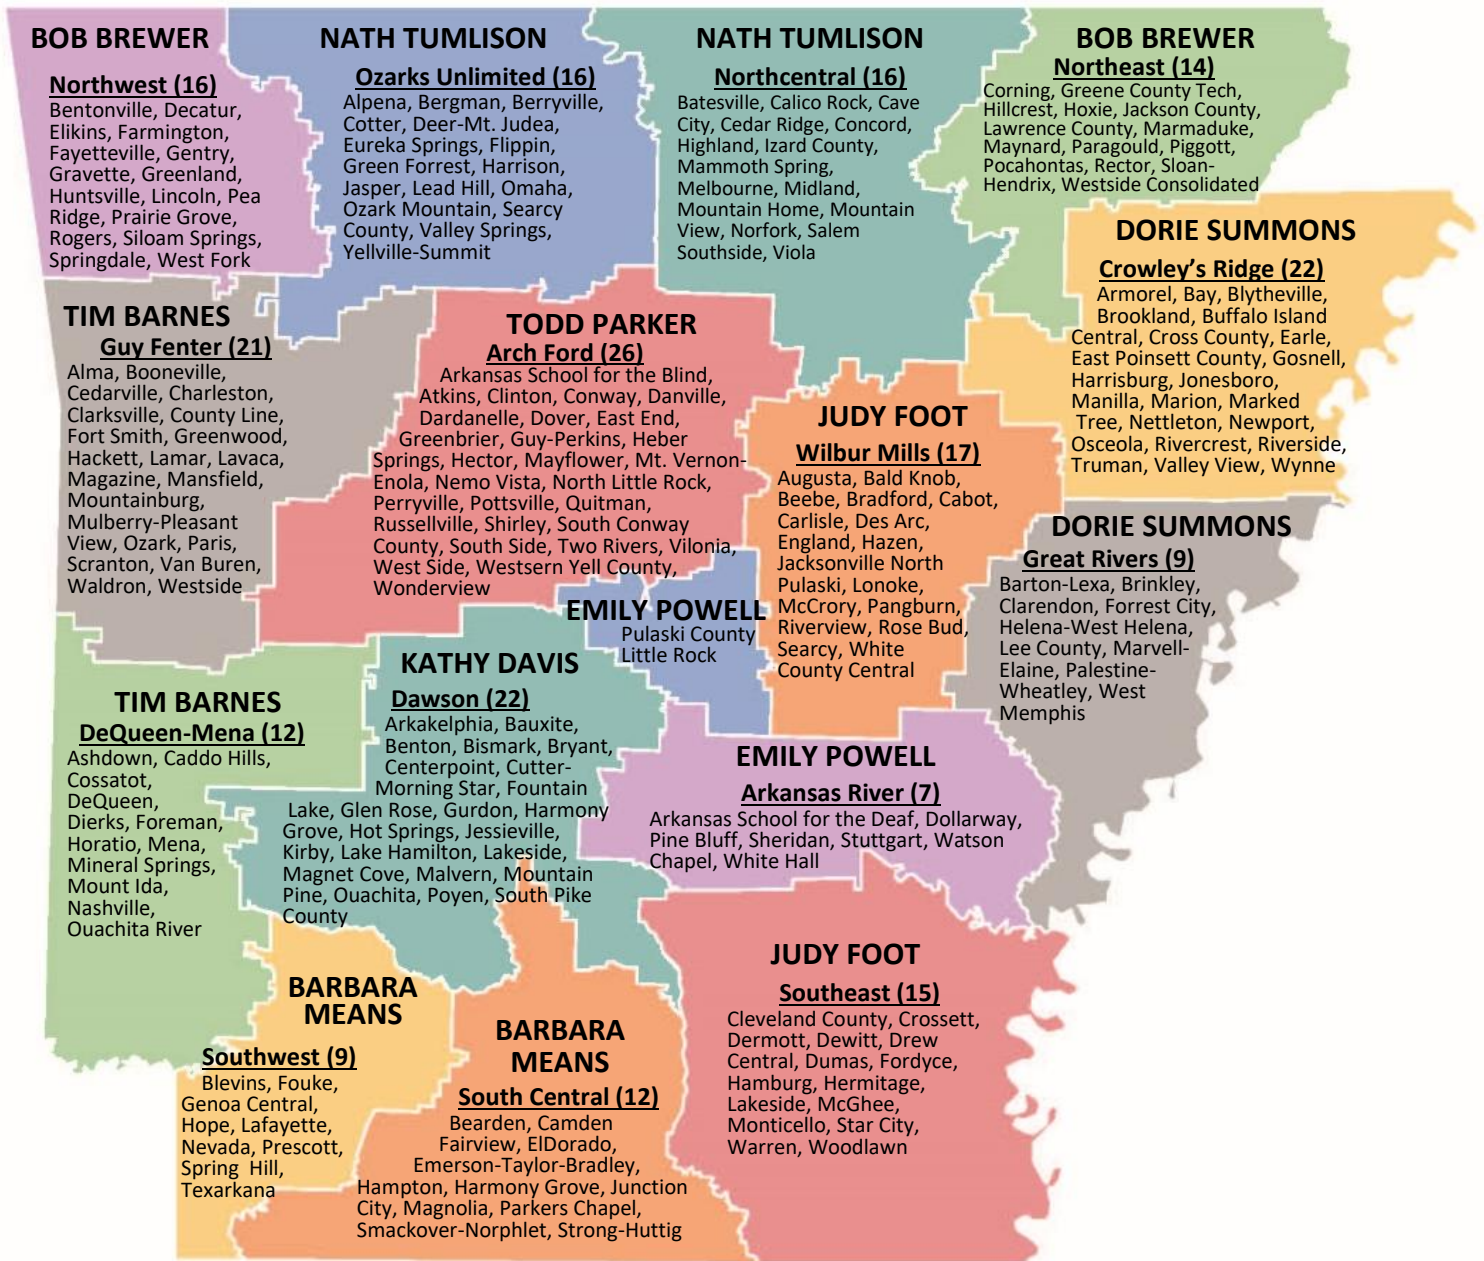 BOB BREWER
Northwest (16)
Bentonville, Decatur,
Elikins, Farmington,
Fayetteville, Gentry,
Gravette, Greenland,
Huntsville, Lincoln, Pea
Ridge, Prairie Grove,
Rogers, Siloam Springs,
Springdale, West Fork
NATH TUMLISON
Ozarks Unlimited (16)
Alpena, Bergman, Berryville,
Cotter, Deer-Mt. Judea,
Eureka Springs, Flippin,
Green Forrest, Harrison,
Jasper, Lead Hill, Omaha,
Ozark Mountain, Searcy
County, Valley Springs,
Yellville-Summit
NATH TUMLISON
Northcentral (16)
Batesville, Calico Rock, Cave
City, Cedar Ridge, Concord,
Highland, Izard County,
Mammoth Spring,
Melbourne, Midland,
Mountain Home, Mountain
View, Norfork, Salem
Southside, Viola
BOB BREWER
Northeast (14)
Corning, Greene County Tech,
Hillcrest, Hoxie, Jackson County,
Lawrence County, Marmaduke,
Maynard, Paragould, Piggott,
Pocahontas, Rector, Sloan-
Hendrix, Westside Consolidated
DORIE SUMMONS
Crowley's Ridge (22)
Armorel, Bay, Blytheville,
Brookland, Buffalo Island
Central, Cross County, Earle,
East Poinsett County, Gosnell,
Harrisburg, Jonesboro,
Manilla, Marion, Marked
Tree, Nettleton, Newport,
Osceola, Rivercrest, Riverside,
Truman, Valley View, Wynne
TIM BARNES
Guy Fenter (21)
Alma, Booneville,
Cedarville, Charleston,
Clarksville, County Line,
Fort Smith, Greenwood,
Hackett, Lamar, Lavaca,
Magazine, Mansfield,
Mountainburg,
Mulberry-Pleasant
View, Ozark, Paris,
Scranton, Van Buren,
Waldron, Westside
TODD PARKER
Arch Ford (26)
Arkansas School for the Blind,
Atkins, Clinton, Conway, Danville,
Dardanelle, Dover, East End,
Greenbrier, Guy-Perkins, Heber
Springs, Hector, Mayflower, Mt. Vernon-
Enola, Nemo Vista, North Little Rock,
Perryville, Pottsville, Quitman,
Russellville, Shirley, South Conway
County, South Side, Two Rivers, Vilonia,
West Side, Westsern Yell County,
Wonderview
JUDY FOOT
Wilbur Mills (17)
Augusta, Bald Knob,
Beebe, Bradford, Cabot,
Carlisle, Des Arc,
England, Hazen,
Jacksonville North
Pulaski, Lonoke,
McCrory, Pangburn,
Riverview, Rose Bud,
Searcy, White
County Central
DORIE SUMMONS
Great Rivers (9)
Barton-Lexa, Brinkley,
Clarendon, Forrest City,
Helena-West Helena,
Lee County, Marvell-
Elaine, Palestine-
Wheatley, West
Memphis
EMILY POWELL
Pulaski County
Little Rock
TIM BARNES
DeQueen-Mena (12)
Ashdown, Caddo Hills,
Cossatot,
DeQueen,
Dierks, Foreman,
Horatio, Mena,
Mineral Springs,
Mount Ida,
Nashville,
Ouachita River
KATHY DAVIS
Dawson (22)
Arkakelphia, Bauxite,
Benton, Bismark, Bryant,
Centerpoint, Cutter-
Morning Star, Fountain
Lake, Glen Rose, Gurdon, Harmony
Grove, Hot Springs, Jessieville,
Kirby, Lake Hamilton, Lakeside,
Magnet Cove, Malvern, Mountain
Pine, Ouachita, Poyen, South Pike
County
EMILY POWELL
Arkansas River (7)
Arkansas School for the Deaf, Dollarway,
Pine Bluff, Sheridan, Stuttgart, Watson
Chapel, White Hall
BARBARA
MEANS
Southwest (9)
Blevins, Fouke,
Genoa Central,
Hope, Lafayette,
Nevada, Prescott,
Spring Hill,
Texarkana
BARBARA
MEANS
South Central (12)
Bearden, Camden
Fairview, ElDorado,
Emerson-Taylor-Bradley,
Hampton, Harmony Grove, Junction
City, Magnolia, Parkers Chapel,
Smackover-Norphlet, Strong-Huttig
JUDY FOOT
Southeast (15)
Cleveland County, Crossett,
Dermott, Dewitt, Drew
Central, Dumas, Fordyce,
Hamburg, Hermitage,
Lakeside, McGhee,
Monticello, Star City,
Warren, Woodlawn